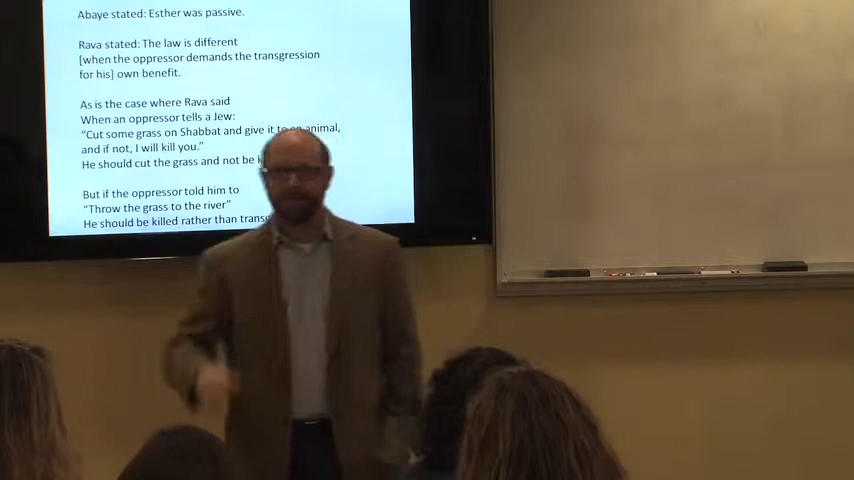 Abaye stated: Esther was passive.
Rava stated: The law is different
[when the oppressor demands the transgression
for his] own benefit.
As is the case where Rava said
When an oppressor tells a Jew:
"Cut some grass on Shabbat and give it to an animal,
and if not, I will kill you."
He should cut the grass and not be
But if the oppressor told him to
"Throw the grass to the river"
He should be killed rather than